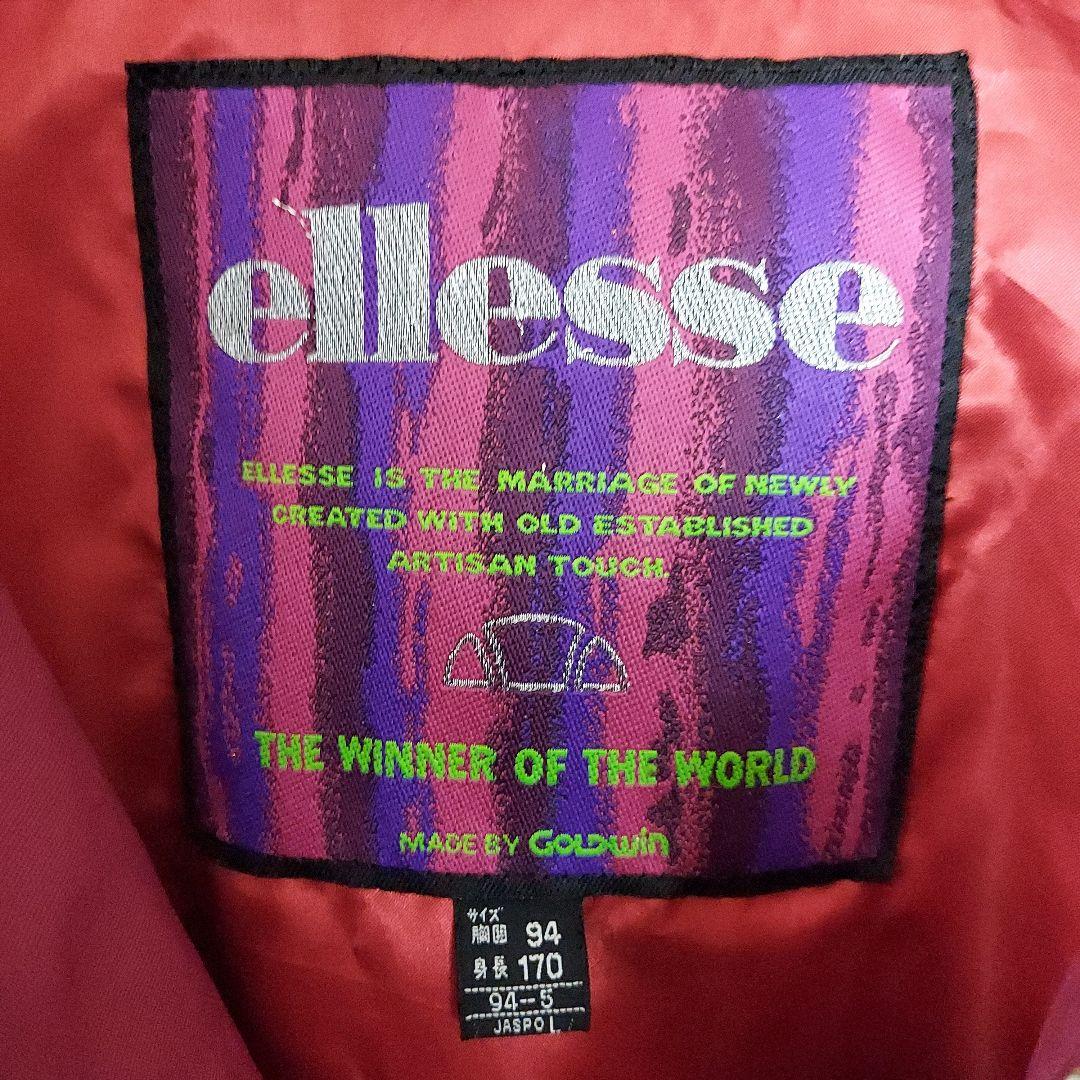 ellesse
ELLESSE IS THE MARRIAGE OF NEWLY
CREATED WITH OLD ESTABLISHED
ARTISAN TOUCH.
THE WINNER OF THE WORLD
MADE BY GOLDWIN
サイズ
胸囲 94
身長 170
94-5
JASPO L